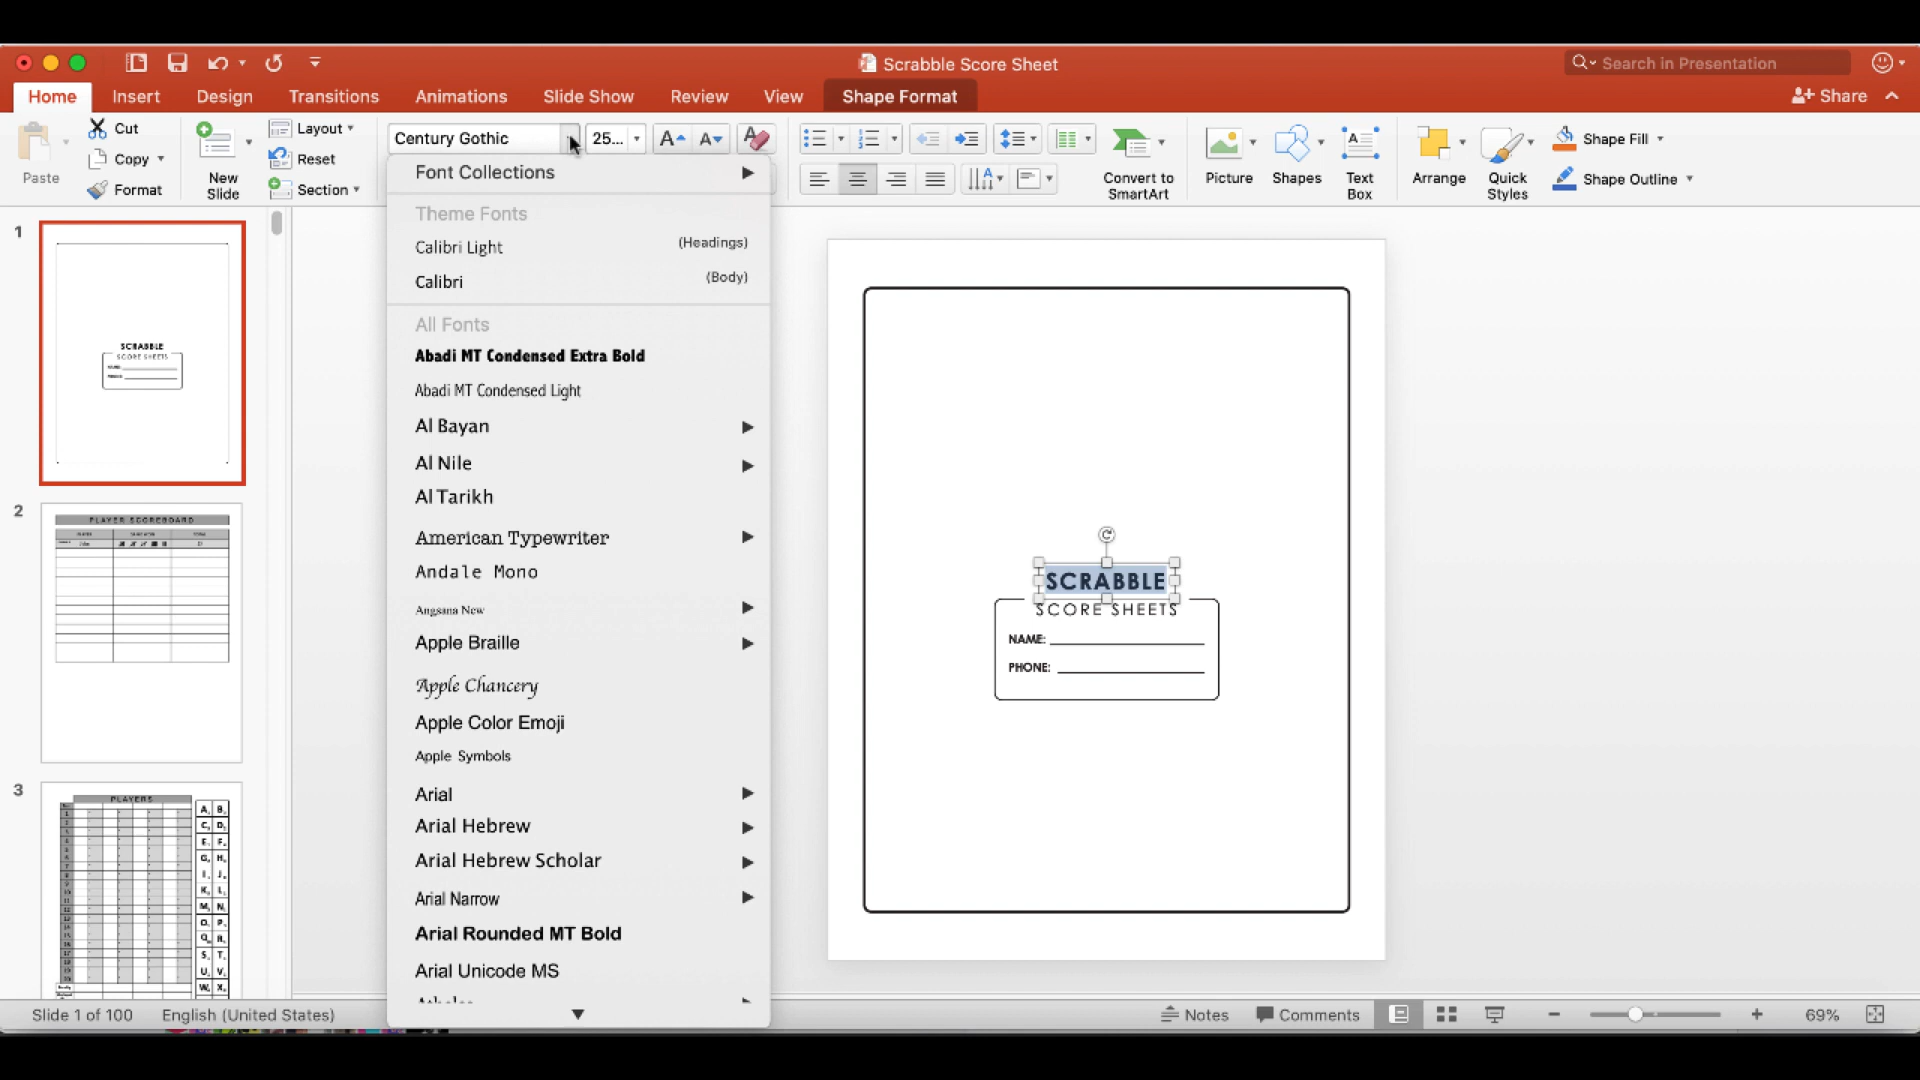 Scrabble Score Sheet
Search in Presentation
Home Insert Design Transitions Animations Slide Show Review View Shape Format Share
Paste
Cut
Copy
Format
New Slide
Layout
Reset
Section
Century Gothic
25...
Convert to SmartArt
Picture
Shapes
Text Box
Arrange
Quick Styles
Shape Fill
Shape Outline
Font Collections
Theme Fonts
Calibri Light (Headings)
Calibri (Body)
All Fonts
Abadi MT Condensed Extra Bold
Abadi MT Condensed Light
Al Bayan
Al Nile
Al Tarikh
American Typewriter
Andale Mono
Angsana New
Apple Braille
Apple Chancery
Apple Color Emoji
Apple Symbols
Arial
Arial Hebrew
Arial Hebrew Scholar
Arial Narrow
Arial Rounded MT Bold
Arial Unicode MS
1
SCRABBLE
SCORE SHEETS
2
PLAYER SCOREBOARD
3
PLAYERS
A B
C D
E F
G H
I J
K L
M N
O P
Q R
S T
U V
W X
SCRABBLE
SCORE SHEETS
NAME:
PHONE:
Slide 1 of 100
English (United States)
Notes
Comments
69%